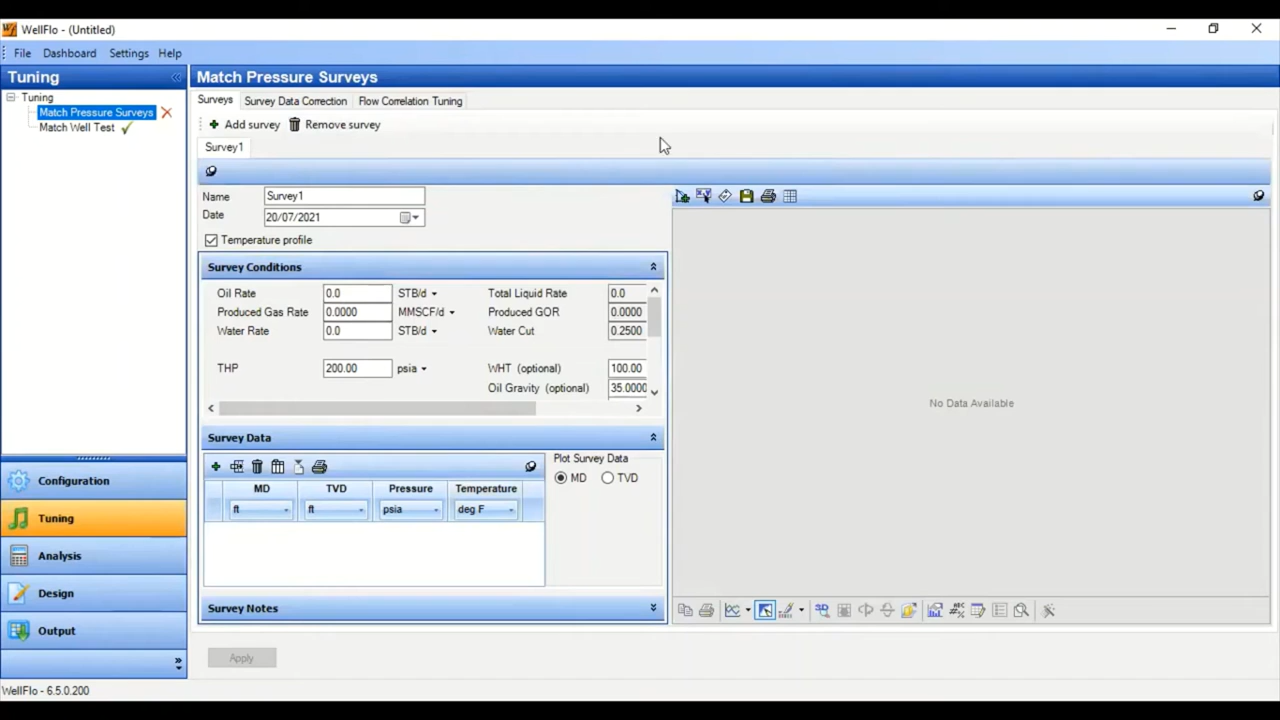 WellFlo - (Untitled)
File Dashboard Settings Help
Tuning
Tuning
Match Pressure Surveys
Match Well Test
Configuration
Tuning
Analysis
Design
Output
WellFlo - 6.5.0.200
Match Pressure Surveys
Surveys Survey Data Correction Flow Correlation Tuning
Add survey Remove survey
Survey1
Name Survey1
Date 20/07/2021
Temperature profile
Survey Conditions
Oil Rate 0.0 STB/d Total Liquid Rate 0.0
Produced Gas Rate 0.0000 MMSCF/d Produced GOR 0.0000
Water Rate 0.0 STB/d Water Cut 0.2500
THP 200.00 psia WHT (optional) 100.00
Oil Gravity (optional) 35.0000
Survey Data
Plot Survey Data
MD TVD
MD TVD Pressure Temperature
ft ft psia deg F
Survey Notes
Apply
No Data Available
3D